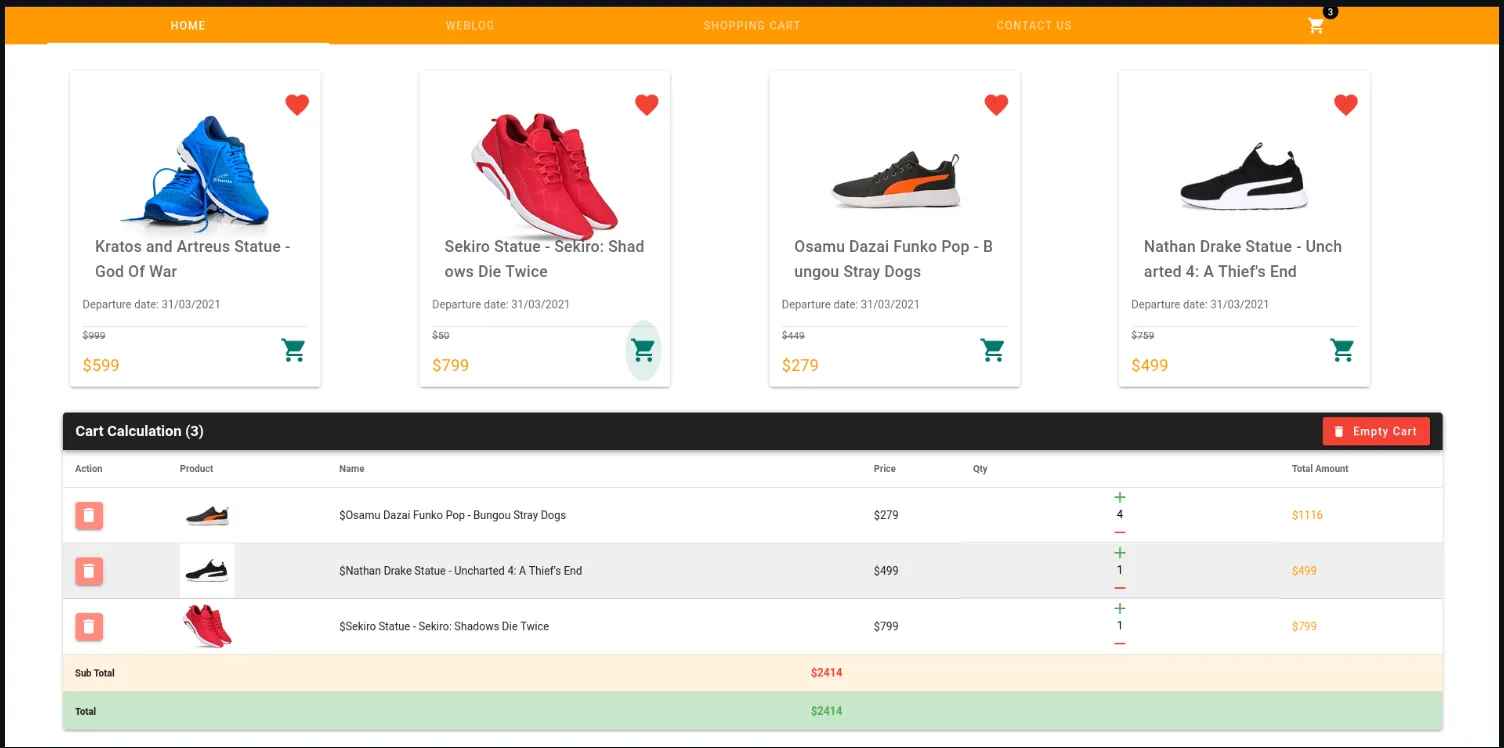 HOME WEBLOG SHOPPING CART CONTACT US 3
Kratos and Artreus Statue -
God Of War
Departure date: 31/03/2021
$999
$599
Sekiro Statue - Sekiro: Shad
ows Die Twice
Departure date: 31/03/2021
$50
$799
Osamu Dazai Funko Pop - B
ungou Stray Dogs
Departure date: 31/03/2021
$449
$279
Nathan Drake Statue - Unch
arted 4: A Thief's End
Departure date: 31/03/2021
$759
$499
Cart Calculation (3) Empty Cart
Action Product Name Price Qty Total Amount
$Osamu Dazai Funko Pop - Bungou Stray Dogs $279 4 $1116
$Nathan Drake Statue - Uncharted 4: A Thief's End $499 1 $499
$Sekiro Statue - Sekiro: Shadows Die Twice $799 1 $799
Sub Total $2414
Total $2414